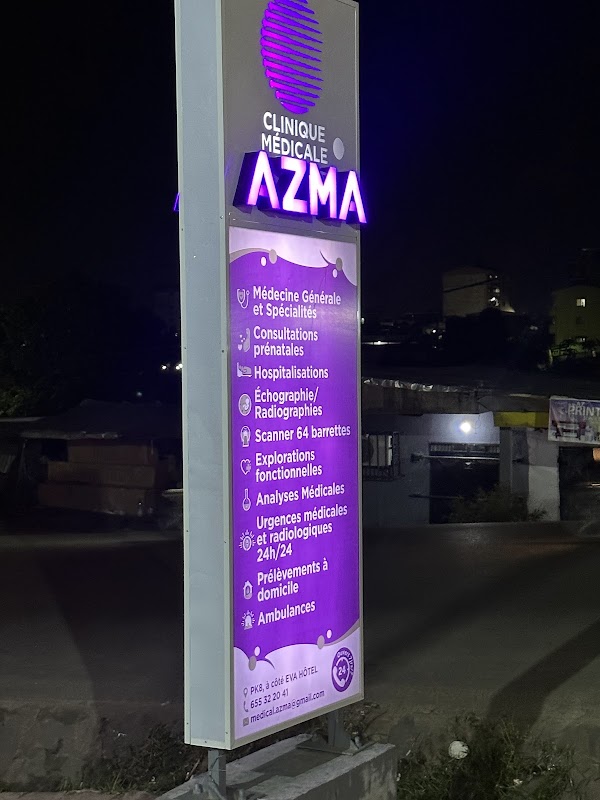 CLINIQUE
MÉDICALE
AZMA
Médecine Générale
et Spécialités
Consultations
prénatales
Hospitalisations
Échographie/
Radiographies
Scanner 64 barrettes
Explorations
fonctionnelles
Analyses Médicales
Urgences médicales
et radiologiques
24h/24
Prélèvements à
domicile
Ambulances
PK8, à côté EVA HÔTEL
655 32 20 41
medical.azma@gmail.com
24
PRINT